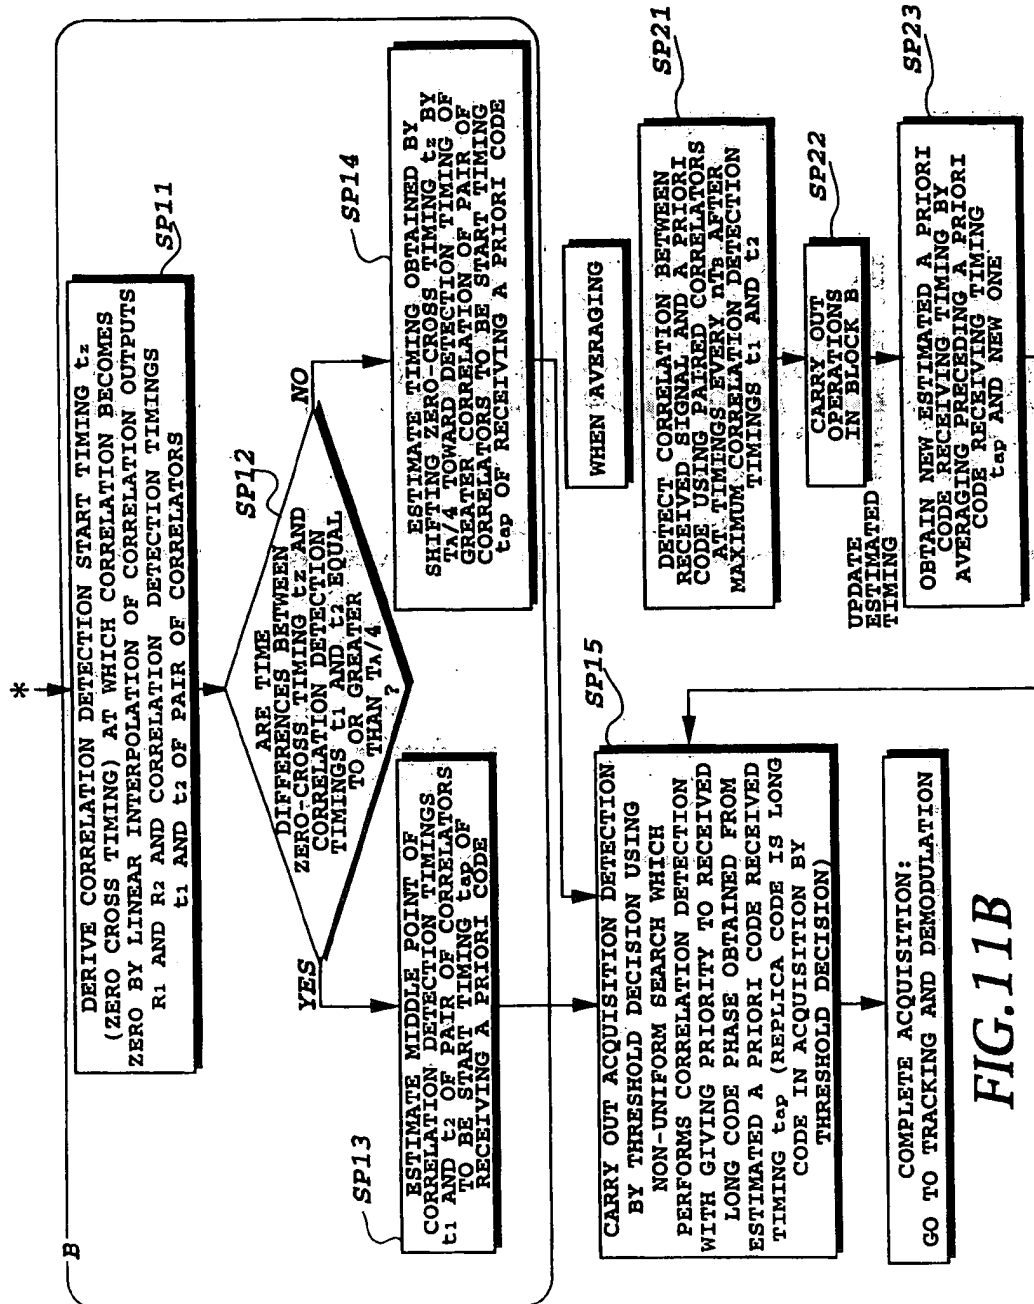 *
B
DERIVE CORRELATION DETECTION START TIMING tz
(ZERO CROSS TIMING) AT WHICH CORRELATION BECOMES
ZERO BY LINEAR INTERPOLATION OF CORRELATION OUTPUTS
R1 AND R2 AND CORRELATION DETECTION TIMINGS
t1 AND t2 OF PAIR OF CORRELATORS
SP11
ARE TIME
DIFFERENCES BETWEEN
ZERO-CROSS TIMING tz AND
CORRELATION DETECTION
TIMINGS t1 AND t2 EQUAL
TO OR GREATER
THAN TA/4
?
SP12
YES
NO
ESTIMATE MIDDLE POINT OF
CORRELATION DETECTION TIMINGS
t1 AND t2 OF PAIR OF CORRELATORS
TO BE START TIMING tap OF
RECEIVING A PRIORI CODE
SP13
ESTIMATE TIMING OBTAINED BY
SHIFTING ZERO-CROSS TIMING tz BY
TA/4 TOWARD DETECTION TIMING OF
GREATER CORRELATION OF PAIR OF
CORRELATORS TO BE START TIMING
tap OF RECEIVING A PRIORI CODE
SP14
WHEN AVERAGING
DETECT CORRELATION BETWEEN
RECEIVED SIGNAL AND A PRIORI
CODE USING PAIRED CORRELATORS
AT TIMINGS EVERY nTB AFTER
MAXIMUM CORRELATION DETECTION
TIMINGS t1 AND t2
SP21
CARRY OUT
OPERATIONS
IN BLOCK B
SP22
UPDATE
ESTIMATED
TIMING
OBTAIN NEW ESTIMATED A PRIORI
CODE RECEIVING TIMING BY
AVERAGING PRECEDING A PRIORI
CODE RECEIVING TIMING
tap AND NEW ONE
SP23
CARRY OUT ACQUISITION DETECTION
BY THRESHOLD DECISION USING
NON-UNIFORM SEARCH WHICH
PERFORMS CORRELATION DETECTION
WITH GIVING PRIORITY TO RECEIVED
LONG CODE PHASE OBTAINED FROM
ESTIMATED A PRIORI CODE RECEIVED
TIMING tap (REPLICA CODE IS LONG
CODE IN ACQUISITION BY
THRESHOLD DECISION)
SP15
COMPLETE ACQUISITION:
GO TO TRACKING AND DEMODULATION
FIG.11B